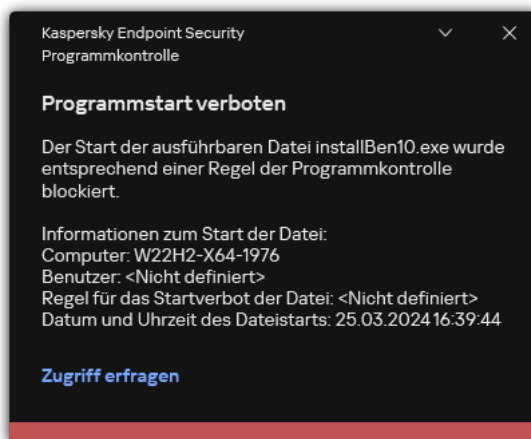 Kaspersky Endpoint Security
Programmkontrolle
Programmstart verboten
Der Start der ausführbaren Datei installBen10.exe wurde
entsprechend einer Regel der Programmkontrolle
blockiert.
Informationen zum Start der Datei:
Computer: W22H2-X64-1976
Benutzer: <Nicht definiert>
Regel für das Startverbot der Datei: <Nicht definiert>
Datum und Uhrzeit des Dateistarts: 25.03.2024 16:39:44
Zugriff erfragen